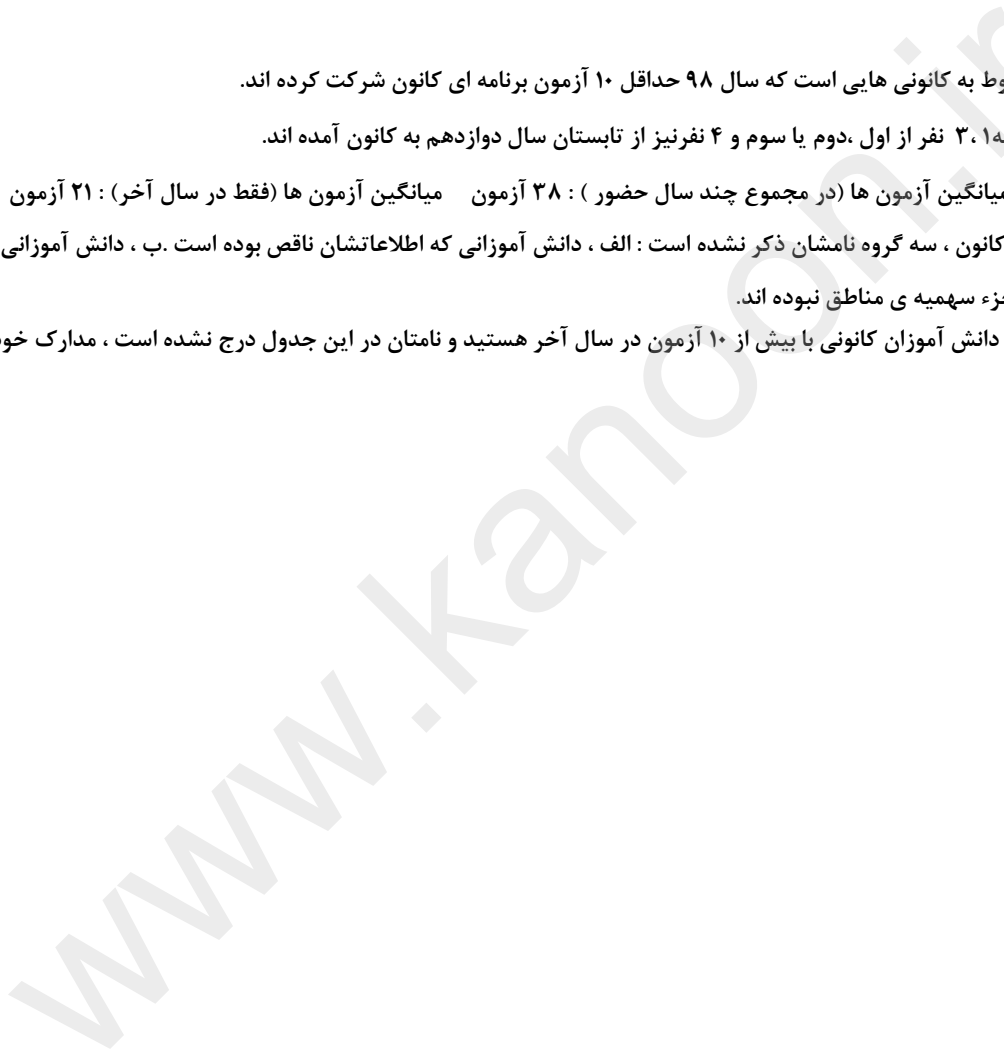 به کانونی هایی است که سال ۹۸ حداقل ۱۰ آزمون برنامه ای کانون شرکت کرده اند.
۳ نفر از اول ،دوم یا سوم و ۴ نفرنیز از تابستان سال دوازدهم به کانون آمده اند.
میانگین آزمون ها (در مجموع چند سال حضور ) : ۳۸ آزمون میانگین آزمون ها (فقط در سال آخر) : ۲۱ آزمون
کانون ، سه گروه نامشان ذکر نشده است : الف ، دانش آموزانی که اطلاعاتشان ناقص بوده است .ب ، دانش آموزانی
جزء سهمیه ی مناطق نبوده اند.
دانش آموزان کانونی با بیش از ۱۰ آزمون در سال آخر هستید و نامتان در این جدول درج نشده است ، مدارک
www.kanoon.ir